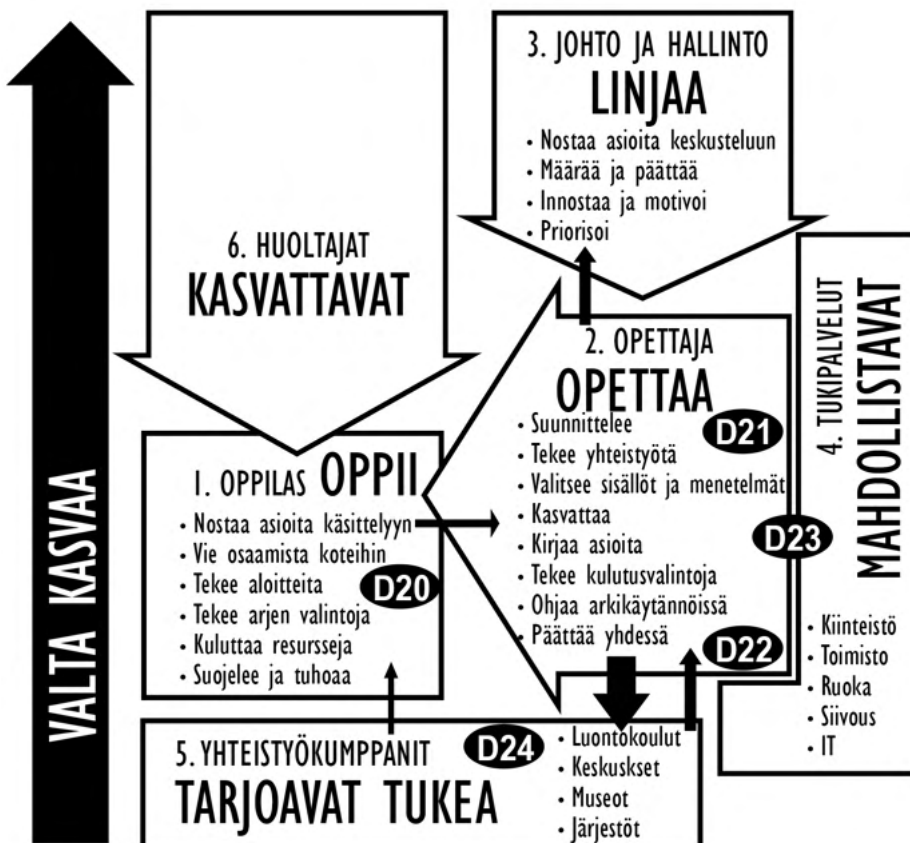 VALTA KASVAA
6. HUOLTAJAT
KASVATTAVAT
3. JOHTO JA HALLINTO
LINJAA
• Nostaa asioita keskusteluun
• Määrää ja päättää
• Innostaa ja motivoi
• Priorisoi
1. OPPILAS OPPII
• Nostaa asioita käsittelyyn
• Vie osaamista koteihin
• Tekee aloitteita
• Tekee arjen valintoja
• Kuluttaa resursseja
• Suojelee ja tuhoaa
D20
2. OPETTAJA
OPETTAA
• Suunnittelee
• Tekee yhteistyötä
• Valitsee sisällöt ja menetelmät
• Kasvattaa
• Kirjaa asioita
• Tekee kulutusvalintoja
• Ohjaa arkikäytännöissä
• Päättää yhdessä
D21
D22
D23
4. TUKIPALVELUT
MAHDOLLISTAVAT
• Kiinteistö
• Toimisto
• Ruoka
• Siivous
• IT
5. YHTEISTYÖKUMPPANIT
TARJOAVAT TUKEA
D24
• Luontokoulut
• Keskukset
• Museot
• Järjestöt